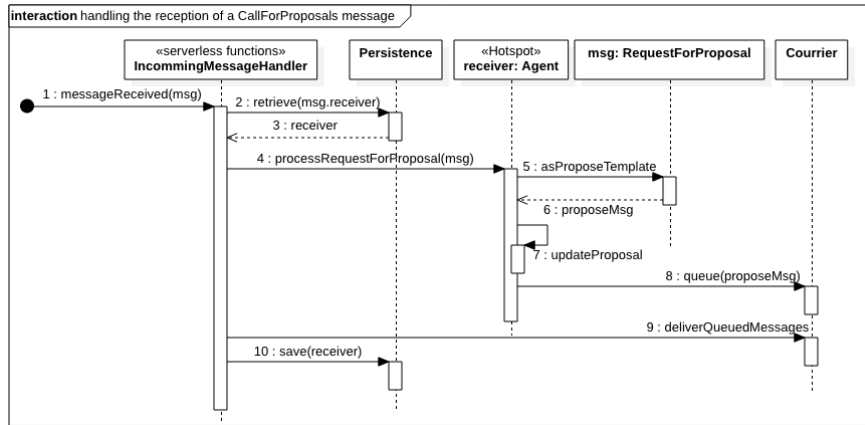 interaction handling the reception of a CallForProposals message
«serverless functions»
IncommingMessageHandler
Persistence
«Hotspot»
receiver: Agent
msg: RequestForProposal
Courrier
1 : messageReceived(msg)
2 : retrieve(msg.receiver)
3 : receiver
4 : processRequestForProposal(msg)
5 : asProposeTemplate
6 : proposeMsg
7 : updateProposal
8 : queue(proposeMsg)
9 : deliverQueuedMessages
10 : save(receiver)